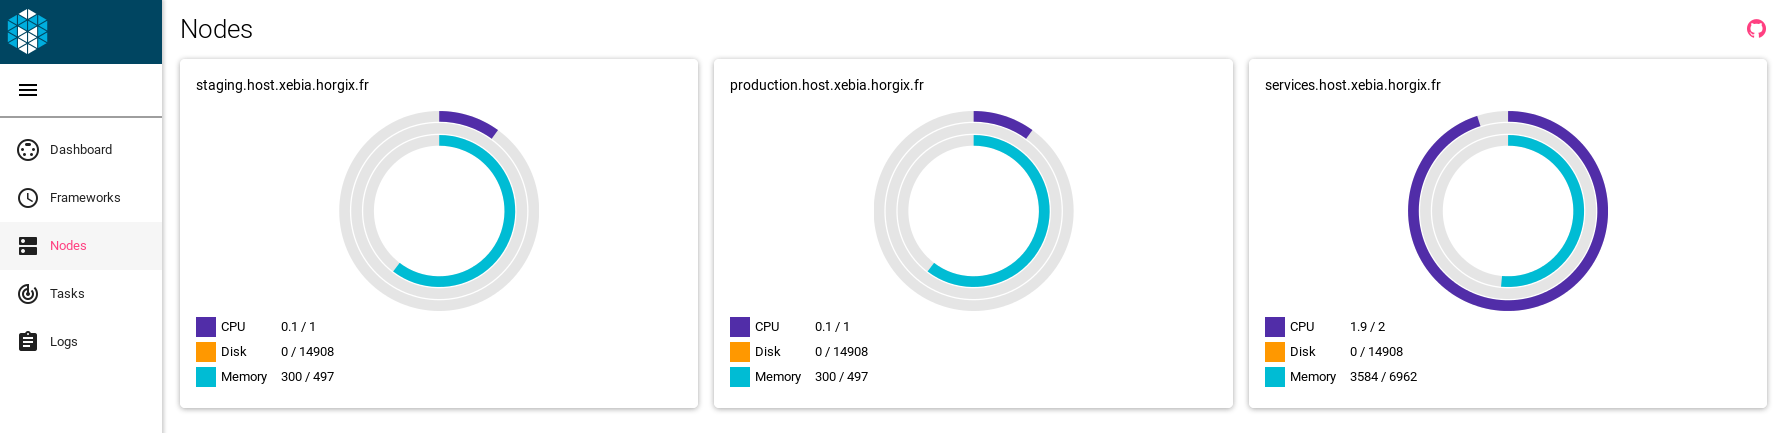 Nodes
Dashboard
Frameworks
Nodes
Tasks
Logs
staging.host.xebia.horgix.fr
CPU 0.1 / 1
Disk 0 / 14908
Memory 300 / 497
production.host.xebia.horgix.fr
CPU 0.1 / 1
Disk 0 / 14908
Memory 300 / 497
services.host.xebia.horgix.fr
CPU 1.9 / 2
Disk 0 / 14908
Memory 3584 / 6962